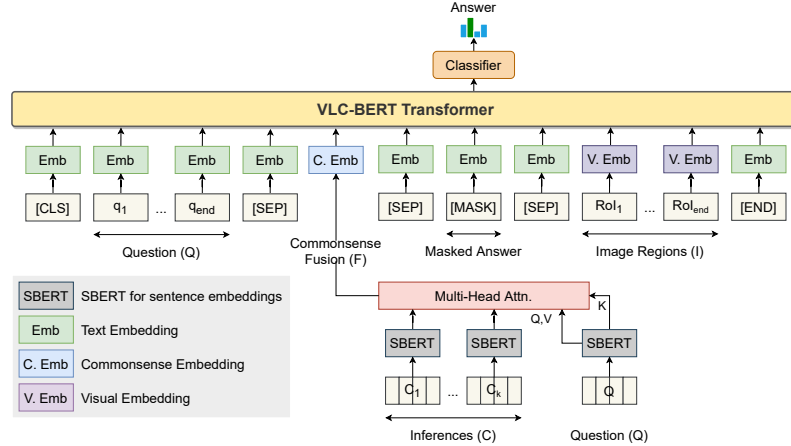 Answer
Classifier
VLC-BERT Transformer
Emb Emb Emb Emb C. Emb Emb Emb Emb V. Emb V. Emb Emb
[CLS] q1 ... qend [SEP] [SEP] [MASK] [SEP] RoI1 ... RoIend [END]
Question (Q)
Commonsense
Fusion (F)
Masked Answer
Image Regions (I)
SBERT SBERT for sentence embeddings
Emb Text Embedding
C. Emb Commonsense Embedding
V. Emb Visual Embedding
Multi-Head Attn.
Q,V
K
SBERT SBERT SBERT
C1 ... Ck Q
Inferences (C) Question (Q)